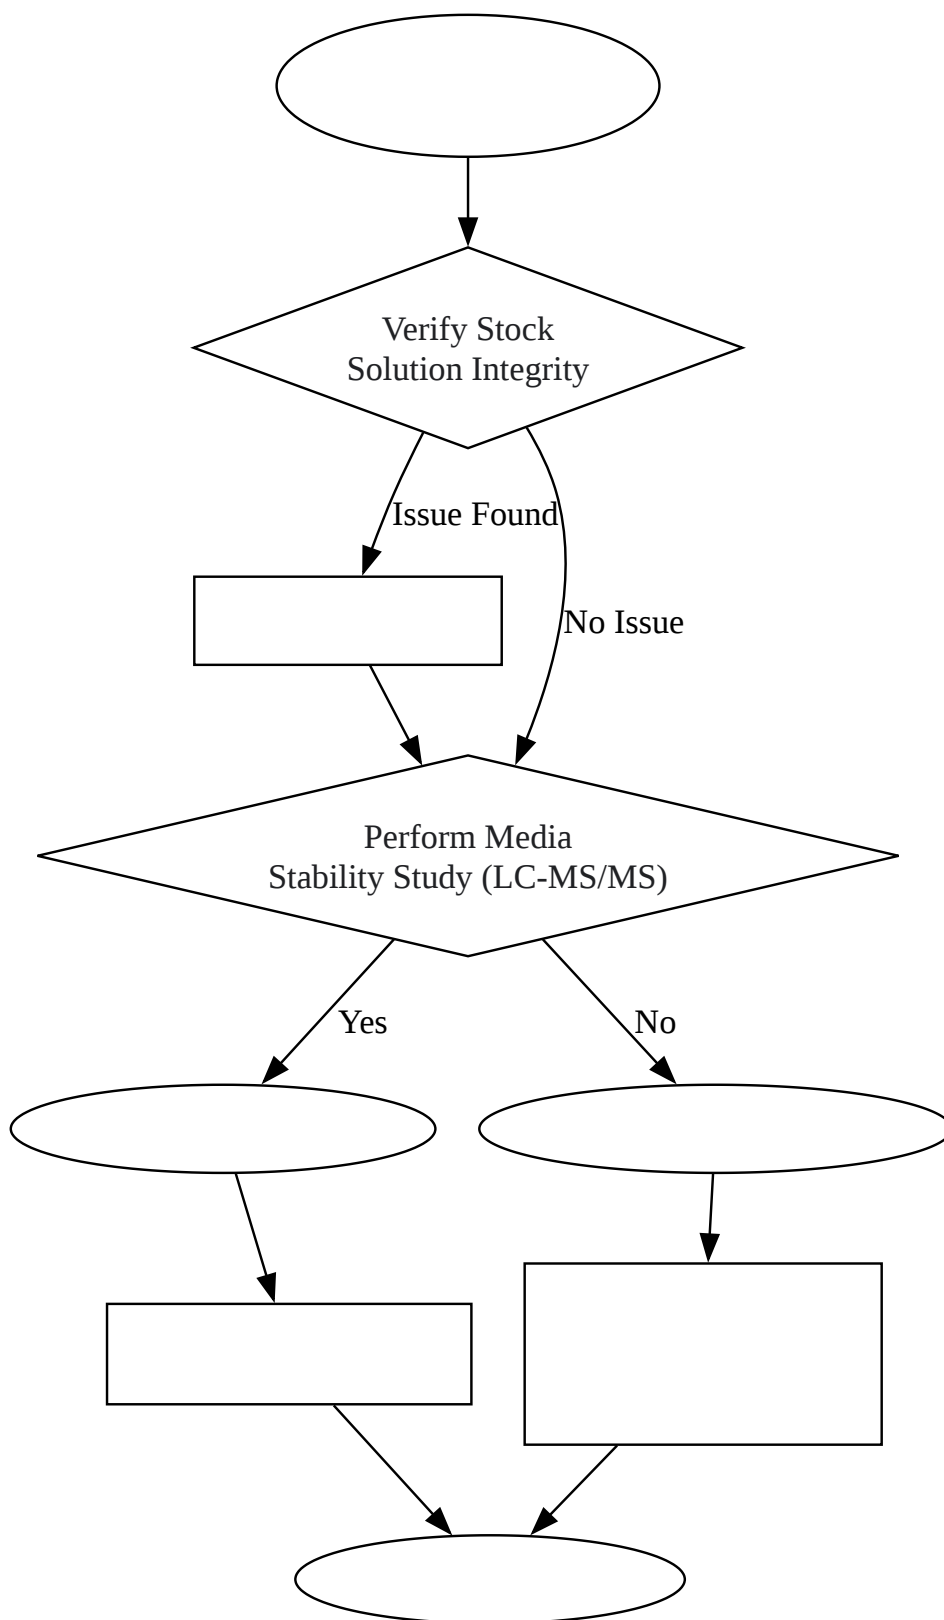 Verify Stock
Solution Integrity
Issue Found
No Issue
Perform Media
Stability Study (LC-MS/MS)
Yes
No